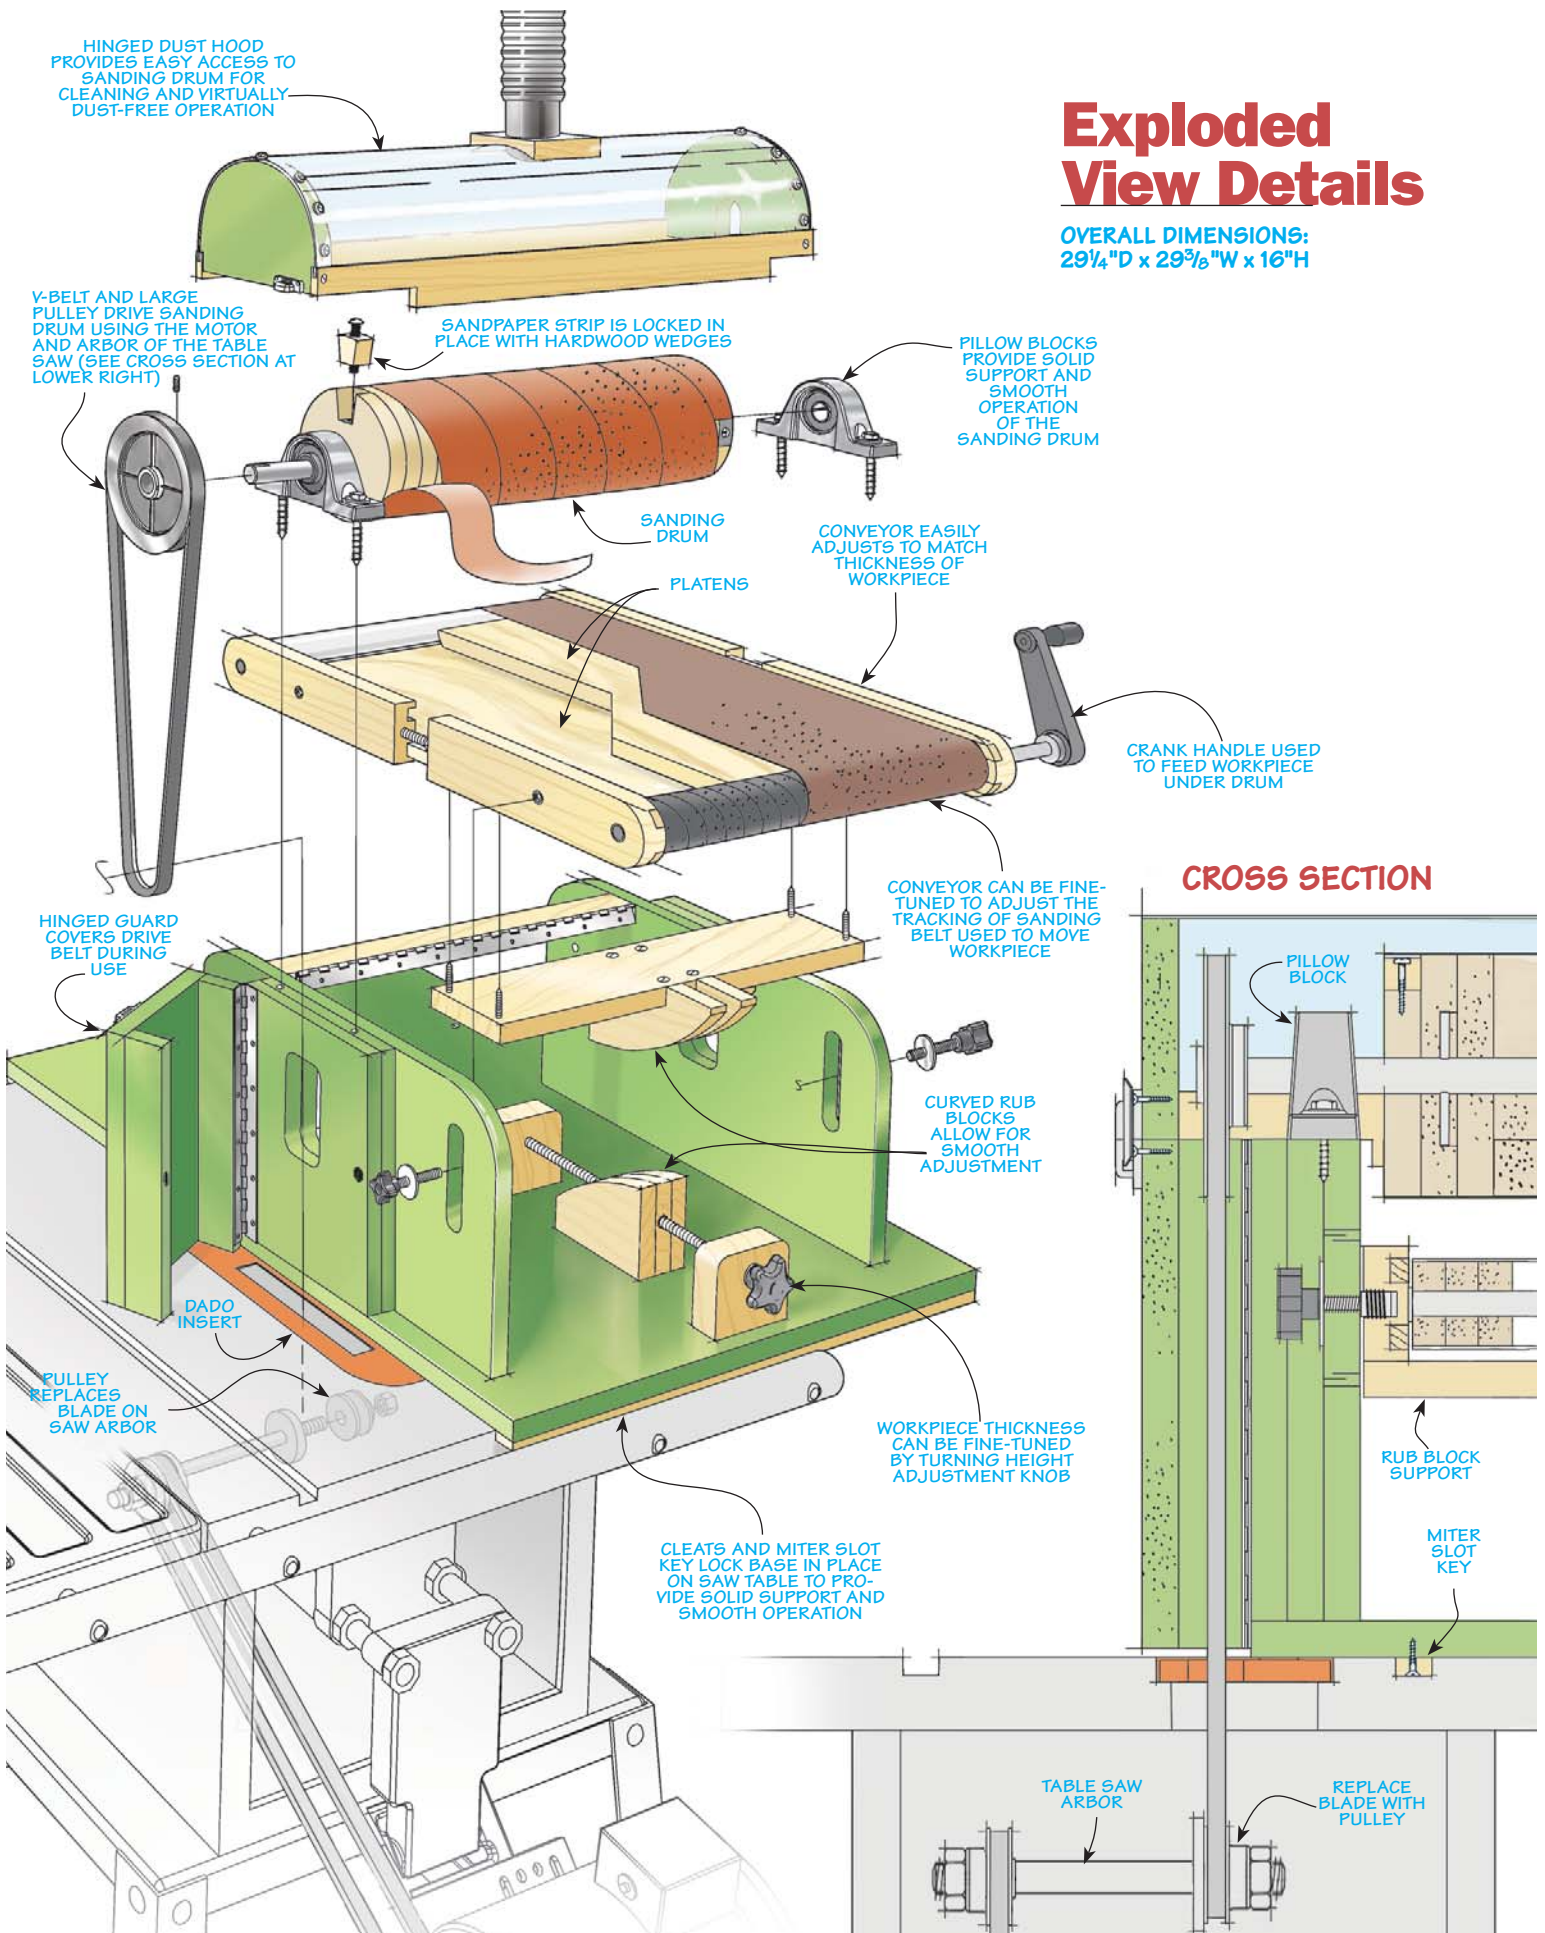 HINGED DUST HOOD
PROVIDES EASY ACCESS TO
SANDING DRUM FOR
CLEANING AND VIRTUALLY
DUST-FREE OPERATION
Exploded
View Details
OVERALL DIMENSIONS:
29¼"D x 29⅜"W x 16"H
V-BELT AND LARGE
PULLEY DRIVE SANDING
DRUM USING THE MOTOR
AND ARBOR OF THE TABLE
SAW (SEE CROSS SECTION AT
LOWER RIGHT)
SANDPAPER STRIP IS LOCKED IN
PLACE WITH HARDWOOD WEDGES
PILLOW BLOCKS
PROVIDE SOLID
SUPPORT AND
SMOOTH
OPERATION
OF THE
SANDING DRUM
SANDING
DRUM
CONVEYOR EASILY
ADJUSTS TO MATCH
THICKNESS OF
WORKPIECE
PLATENS
CRANK HANDLE USED
TO FEED WORKPIECE
UNDER DRUM
CONVEYOR CAN BE FINE-
TUNED TO ADJUST THE
TRACKING OF SANDING
BELT USED TO MOVE
WORKPIECE
HINGED GUARD
COVERS DRIVE
BELT DURING
USE
CURVED RUB
BLOCKS
ALLOW FOR
SMOOTH
ADJUSTMENT
DADO
INSERT
PULLEY
REPLACES
BLADE ON
SAW ARBOR
WORKPIECE THICKNESS
CAN BE FINE-TUNED
BY TURNING HEIGHT
ADJUSTMENT KNOB
CLEATS AND MITER SLOT
KEY LOCK BASE IN PLACE
ON SAW TABLE TO PRO-
VIDE SOLID SUPPORT AND
SMOOTH OPERATION
CROSS SECTION
PILLOW
BLOCK
RUB BLOCK
SUPPORT
MITER
SLOT
KEY
TABLE SAW
ARBOR
REPLACE
BLADE WITH
PULLEY